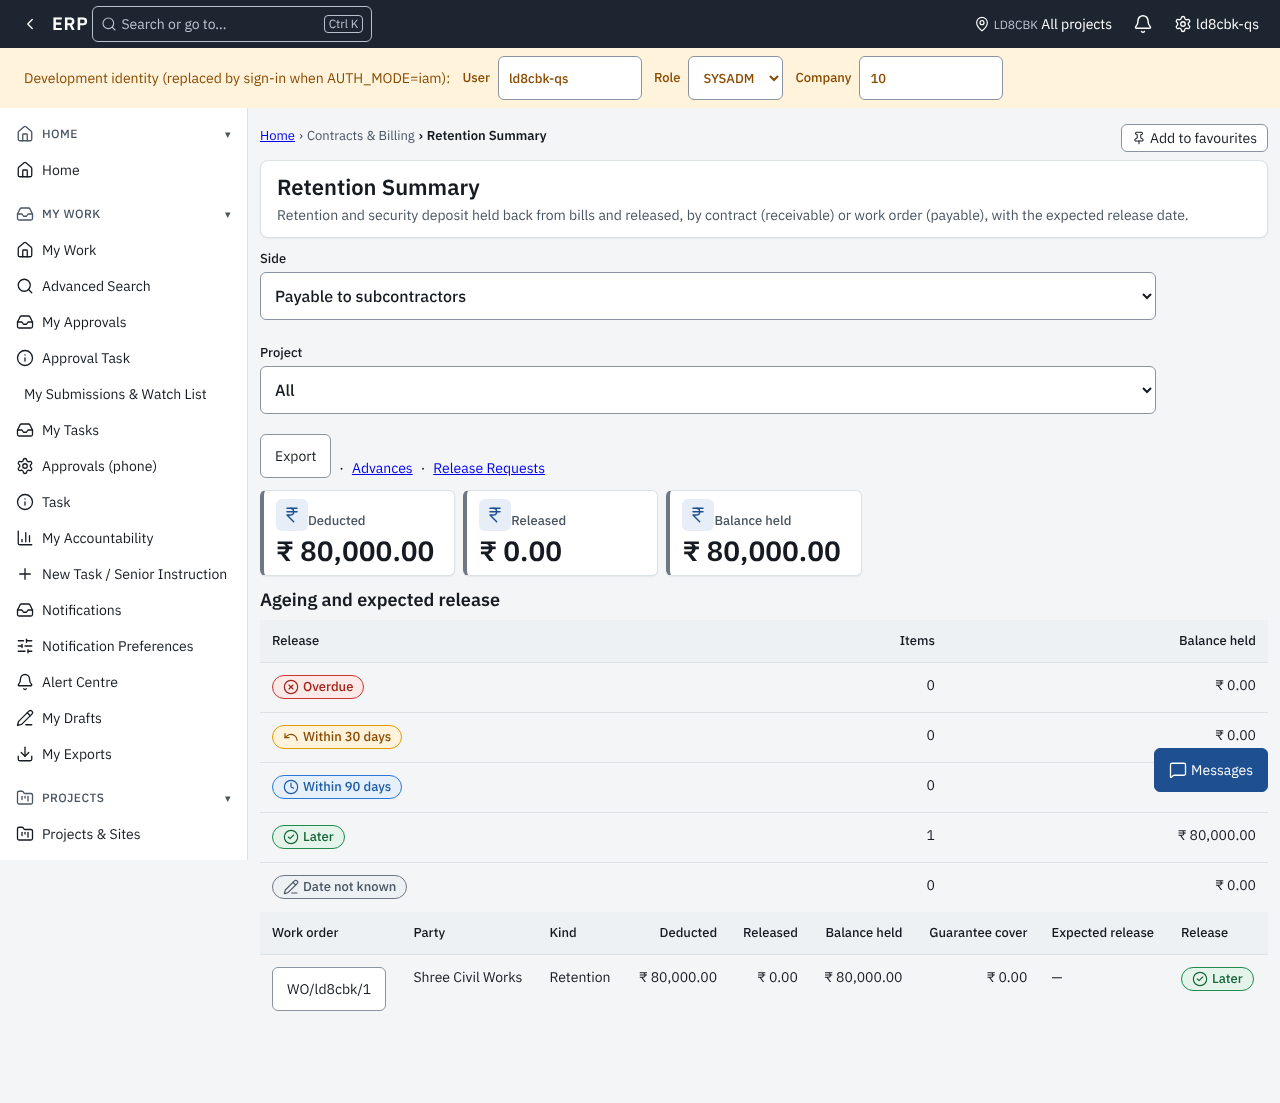 ERP Search or go to... Ctrl K LD8CBK All projects ld8cbk-qs
Development identity (replaced by sign-in when AUTH_MODE=iam): User ld8cbk-qs Role SYSADM Company 10
HOME
Home
MY WORK
My Work
Advanced Search
My Approvals
Approval Task
My Submissions & Watch List
My Tasks
Approvals (phone)
Task
My Accountability
New Task / Senior Instruction
Notifications
Notification Preferences
Alert Centre
My Drafts
My Exports
PROJECTS
Projects & Sites
Home › Contracts & Billing › Retention Summary
Add to favourites
Retention Summary
Retention and security deposit held back from bills and released, by contract (receivable) or work order (payable), with the expected release date.
Side
Payable to subcontractors
Project
All
Export · Advances · Release Requests
₹ Deducted
₹ 80,000.00
₹ Released
₹ 0.00
₹ Balance held
₹ 80,000.00
Ageing and expected release
Release Items Balance held
Overdue 0 ₹ 0.00
Within 30 days 0 ₹ 0.00
Within 90 days 0
Messages
Later 1 ₹ 80,000.00
Date not known 0 ₹ 0.00
Work order Party Kind Deducted Released Balance held Guarantee cover Expected release Release
WO/ld8cbk/1 Shree Civil Works Retention ₹ 80,000.00 ₹ 0.00 ₹ 80,000.00 ₹ 0.00 — Later